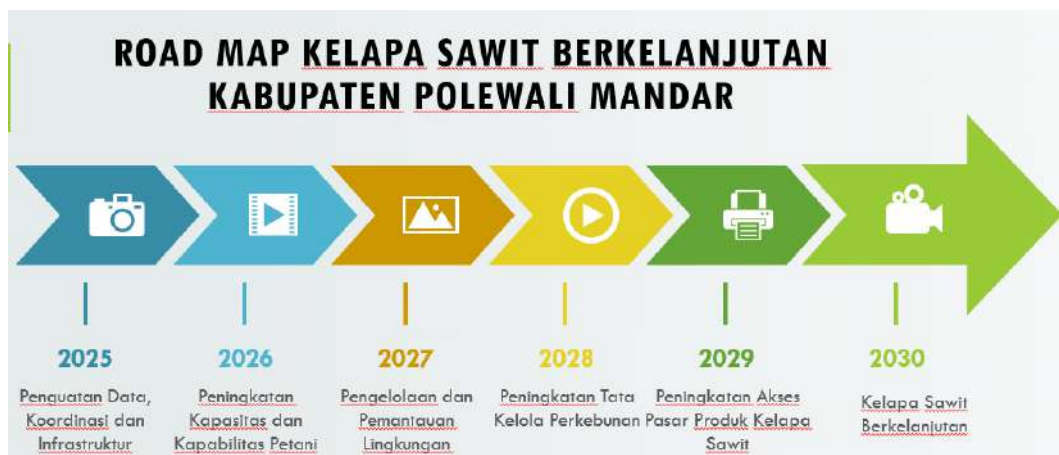 ROAD MAP KELAPA SAWIT BERKELANJUTAN
KABUPATEN POLEWALI MANDAR
2025
Penguatan Data,
Koordinasi dan
Infrastruktur
2026
Peningkatan
Kapasitas dan
Kapabilitas Petani
2027
Pengelolaan dan
Pemantauan
Lingkungan
2028
Peningkatan Tata
Kelola Perkebunan
2029
Peningkatan Akses
Pasar Produk Kelapa
Sawit
2030
Kelapa Sawit
Berkelanjutan